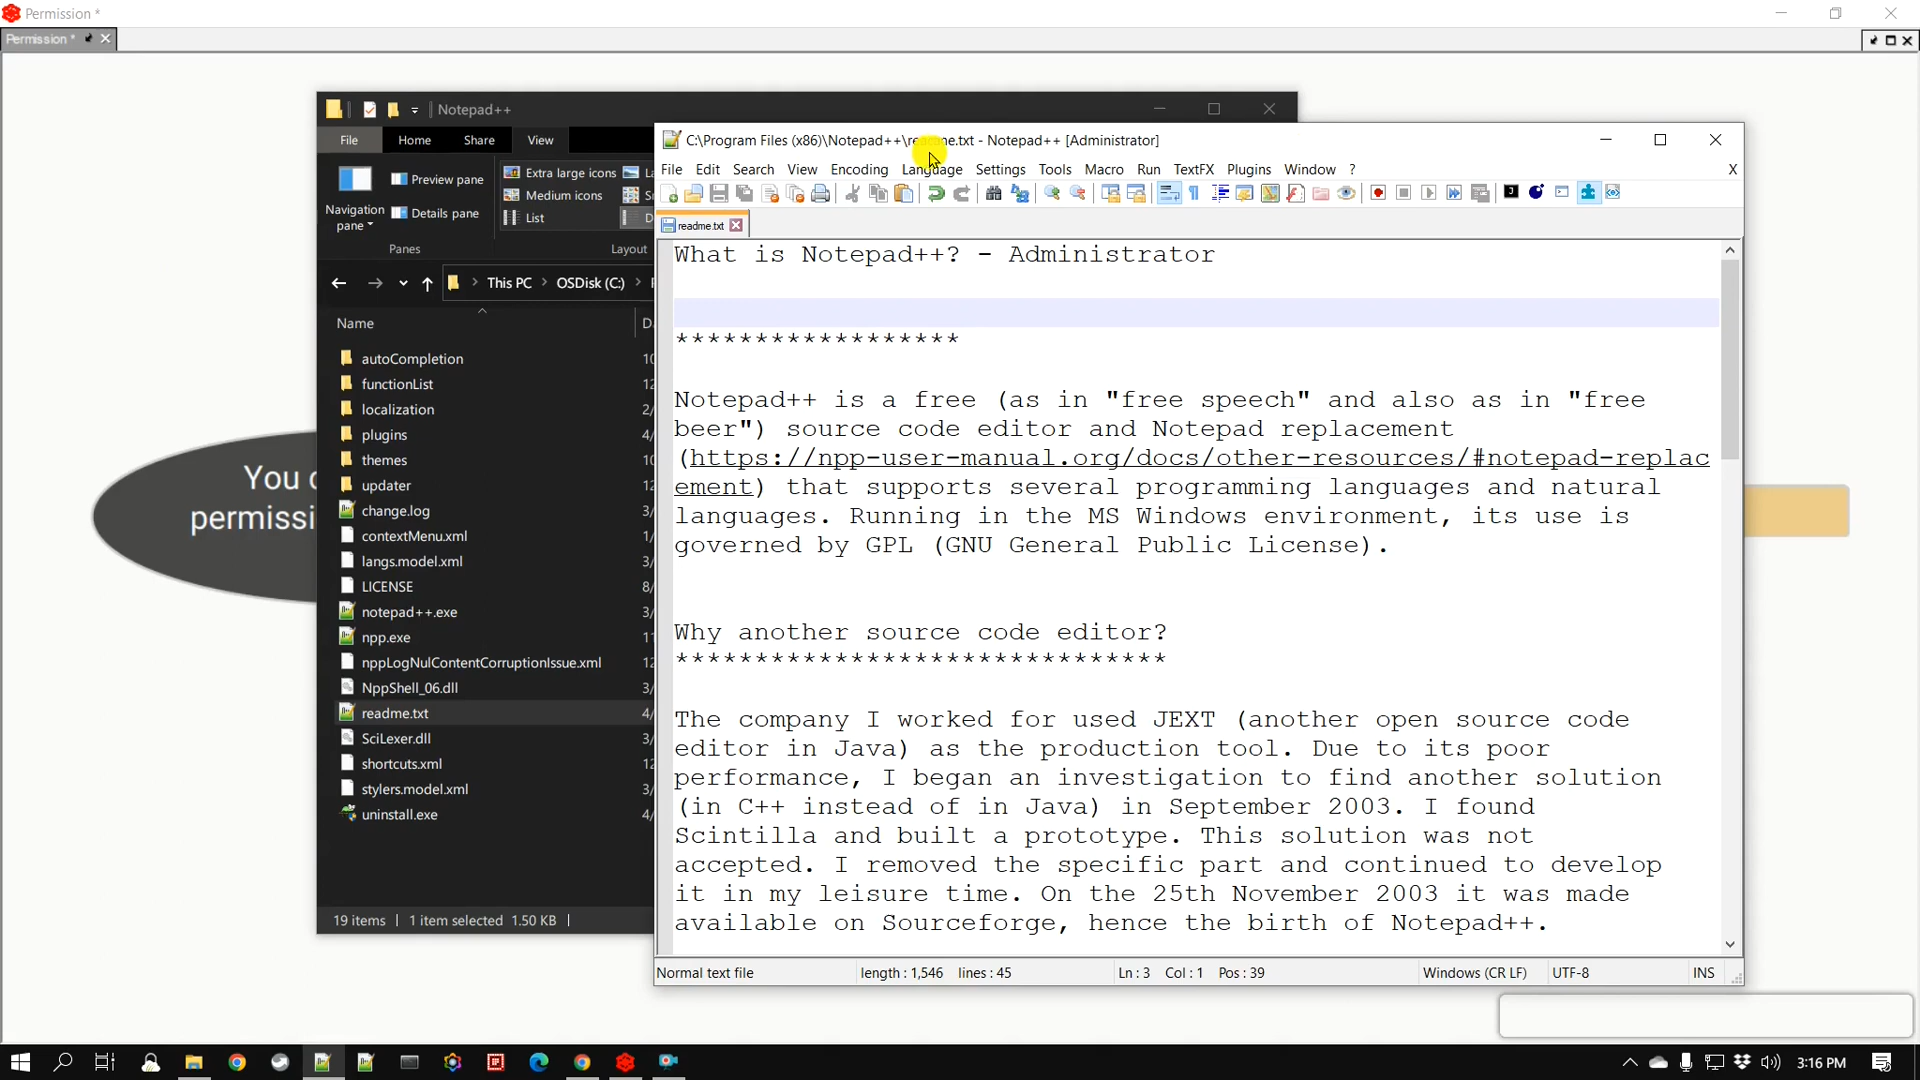 Permission *
Permission *
Notepad++
File Home Share View
Navigation
pane
Preview pane
Details pane
Panes
Extra large icons
Medium icons
List
Layout
This PC > OSDisk (C:) >
Name
autoCompletion
functionList
localization
plugins
themes
updater
change.log
contextMenu.xml
langs.model.xml
LICENSE
notepad++.exe
npp.exe
nppLogNulContentCorruptionIssue.xml
NppShell_06.dll
readme.txt
SciLexer.dll
shortcuts.xml
stylers.model.xml
uninstall.exe
19 items 1 item selected 1.50 KB
C:\Program Files (x86)\Notepad++\readme.txt - Notepad++ [Administrator]
File Edit Search View Encoding Language Settings Tools Macro Run TextFX Plugins Window ? X
readme.txt
What is Notepad++? - Administrator
******************
Notepad++ is a free (as in "free speech" and also as in "free
beer") source code editor and Notepad replacement
(https://npp-user-manual.org/docs/other-resources/#notepad-replac
ement) that supports several programming languages and natural
languages. Running in the MS Windows environment, its use is
governed by GPL (GNU General Public License).
Why another source code editor?
*******************************
The company I worked for used JEXT (another open source code
editor in Java) as the production tool. Due to its poor
performance, I began an investigation to find another solution
(in C++ instead of in Java) in September 2003. I found
Scintilla and built a prototype. This solution was not
accepted. I removed the specific part and continued to develop
it in my leisure time. On the 25th November 2003 it was made
available on Sourceforge, hence the birth of Notepad++.
Normal text file length : 1,546 lines : 45 Ln : 3 Col : 1 Pos : 39 Windows (CR LF) UTF-8 INS
You
permissi
3:16 PM